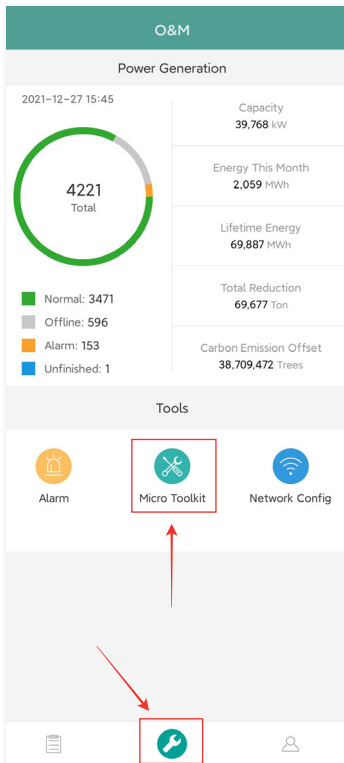 O&M
Power Generation
2021-12-27 15:45
4221
Total
Normal: 3471
Offline: 596
Alarm: 153
Unfinished: 1
Capacity
39,768 kW
Energy This Month
2,059 MWh
Lifetime Energy
69,887 MWh
Total Reduction
69,677 Ton
Carbon Emission Offset
38,709,472 Trees
Tools
Alarm
Micro Toolkit
Network Config